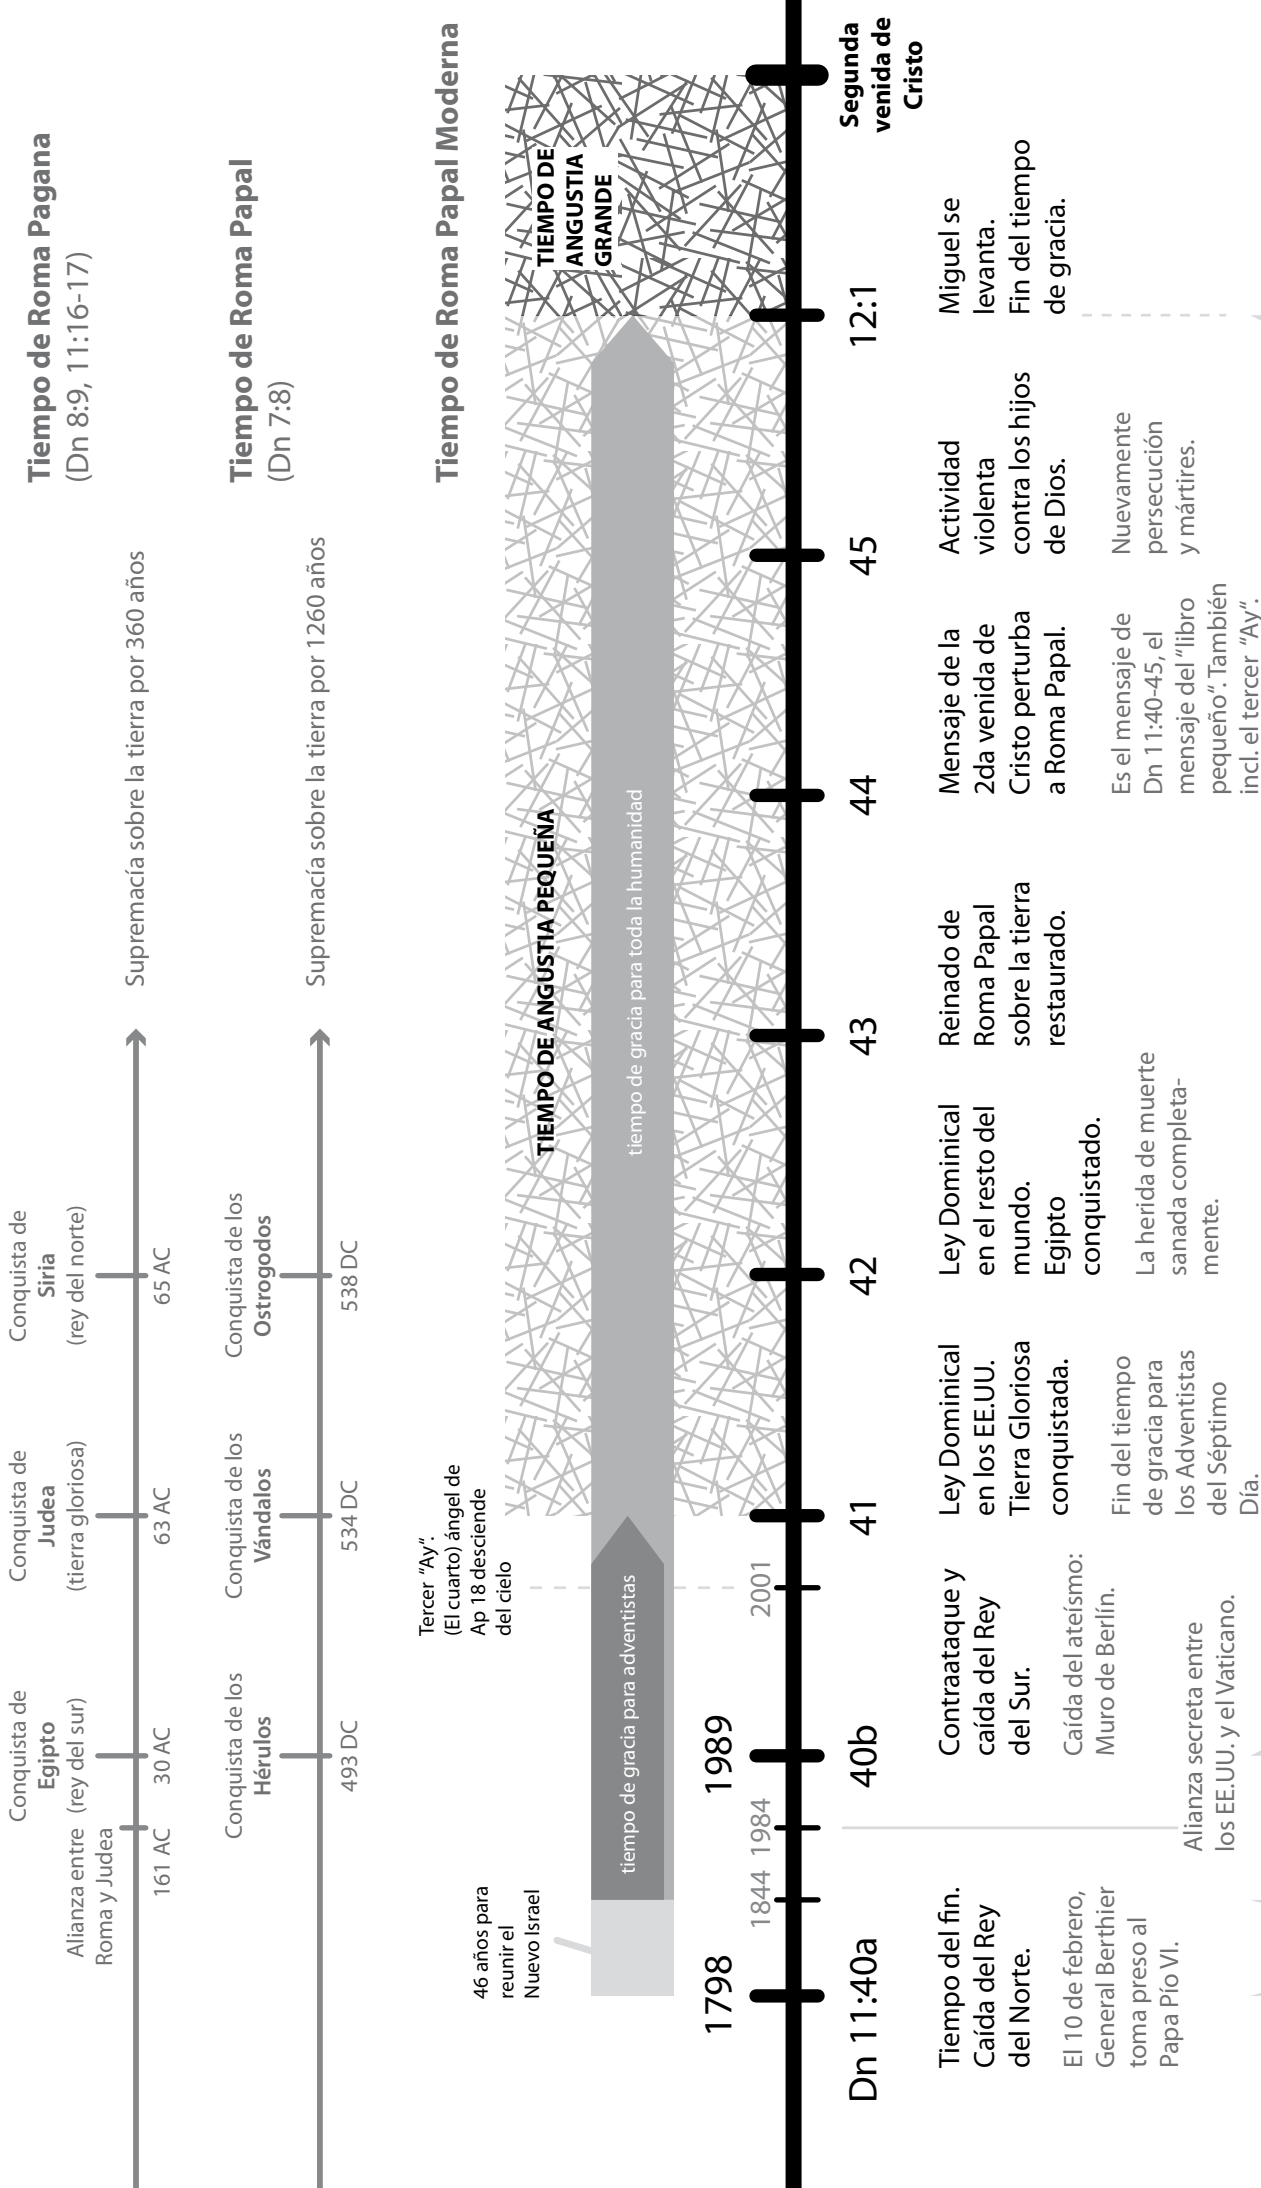 Conquista de
Egipto
(rey del sur)
Conquista de
Judea
(tierra gloriosa)
Conquista de
Siria
(rey del norte)
Tiempo de Roma Pagana
(Dn 8:9, 11:16-17)
Alianza entre
Roma y Judea
161 AC
30 AC
63 AC
65 AC
Supremacía sobre la tierra por 360 años
Conquista de los
Hérulos
Conquista de los
Vándalos
Conquista de los
Ostrogodos
Tiempo de Roma Papal
(Dn 7:8)
493 DC
534 DC
538 DC
Supremacía sobre la tierra por 1260 años
Tiempo de Roma Papal Moderna
46 años para
reunir el
Nuevo Israel
Tercer “Ay”.
(El cuarto) ángel de
Ap 18 desciende
del cielo
TIEMPO DE ANGUSTIA PEQUEÑA
TIEMPO DE
ANGUSTIA
GRANDE
tiempo de gracia para adventistas
tiempo de gracia para toda la humanidad
1798
1844
1984
1989
2001
Dn 11:40a
40b
41
42
43
44
45
12:1
Segunda
venida de
Cristo
Tiempo del fin.
Caída del Rey
del Norte.
El 10 de febrero,
General Berthier
toma preso al
Papa Pío VI.
Alianza secreta entre
los EE.UU. y el Vaticano.
Contraataque y
caída del Rey
del Sur.
Caída del ateísmo:
Muro de Berlín.
Ley Dominical
en los EE.UU.
Tierra Gloriosa
conquistada.
Fin del tiempo
de gracia para
los Adventistas
del Séptimo
Día.
Ley Dominical
en el resto del
mundo.
Egipto
conquistado.
La herida de muerte
sanada completa-
mente.
Reinado de
Roma Papal
sobre la tierra
restaurado.
Mensaje de la
2da venida de
Cristo perturba
a Roma Papal.
Es el mensaje de
Dn 11:40-45, el
mensaje del “libro
pequeño”. También
incl. el tercer “Ay”.
Actividad
violenta
contra los hijos
de Dios.
Nuevamente
persecución
y mártires.
Miguel se
levanta.
Fin del tiempo
de gracia.